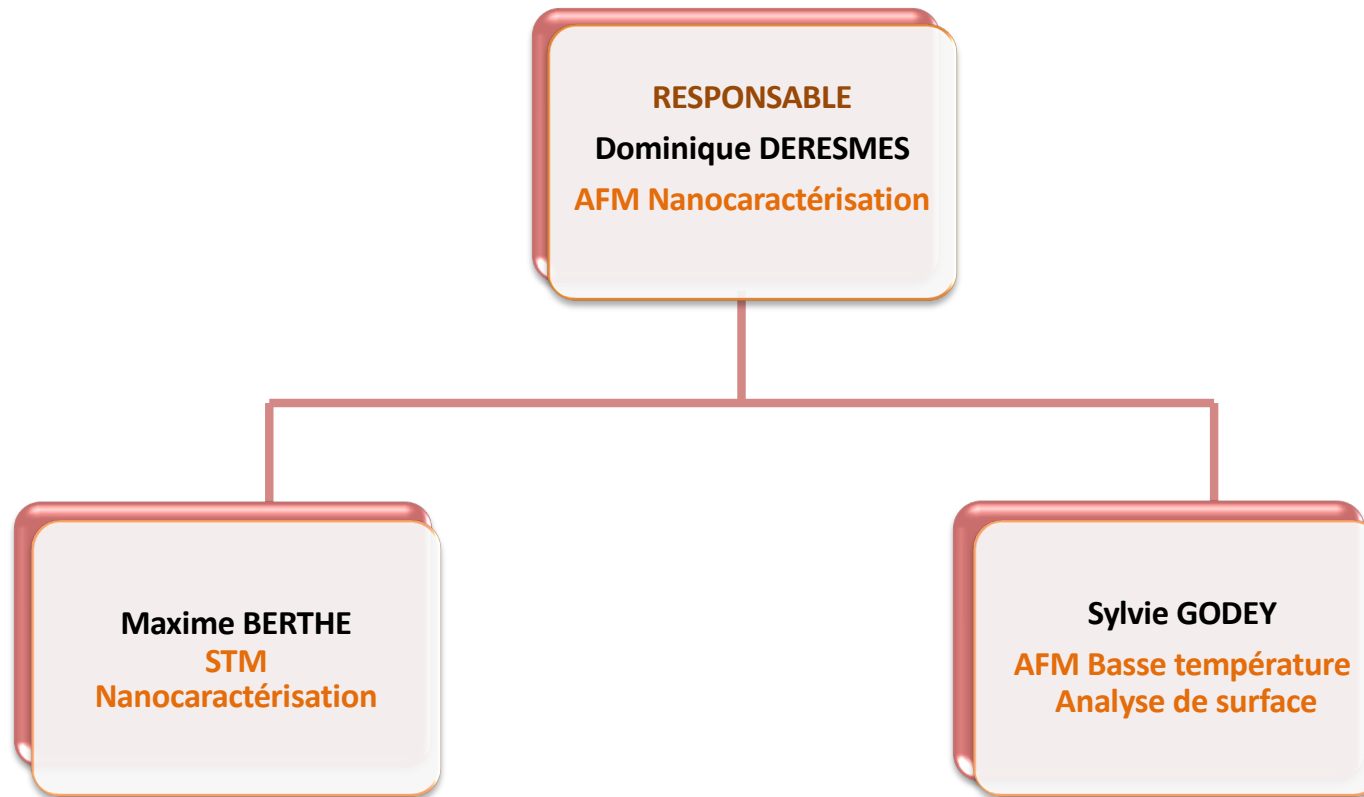 RESPONSABLE
Dominique DERESMES
AFM Nanocaractérisation
Maxime BERTHE
STM
Nanocaractérisation
Sylvie GODEY
AFM Basse température
Analyse de surface